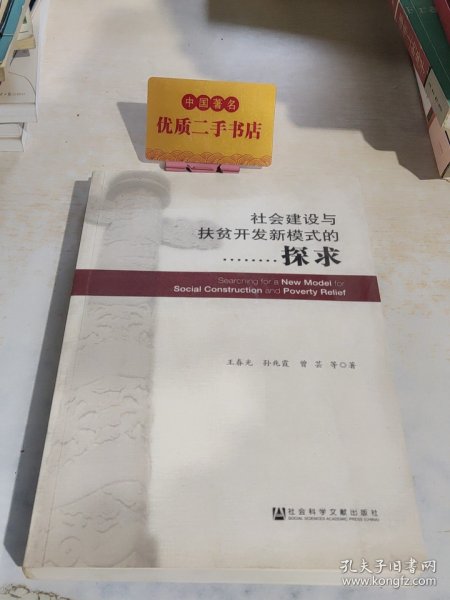 中国著名
优质二手书店
社会建设与
扶贫开发新模式的
········探求
Searching for a New Model for
Social Construction and Poverty Relief
王春光 孙兆霞 曾芸 等◎著
社会科学文献出版社
SOCIAL SCIENCES ACADEMIC PRESS (CHINA)
孔夫子旧书网
www.kongfz.com